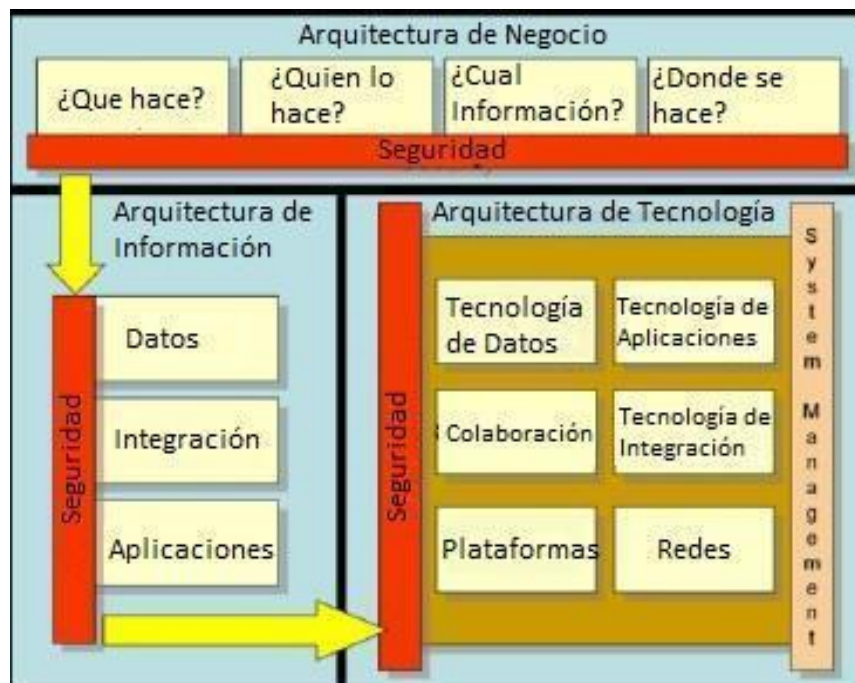 Arquitectura de Negocio
¿Que hace?
¿Quien lo
hace?
¿Cual
Información?
¿Donde se
hace?
Seguridad
Arquitectura de
Información
Seguridad
Datos
Integración
Aplicaciones
Arquitectura de Tecnología
Seguridad
Tecnología
de Datos
Tecnología de
Aplicaciones
Colaboración
Tecnología de
Integración
Plataformas
Redes
System Management